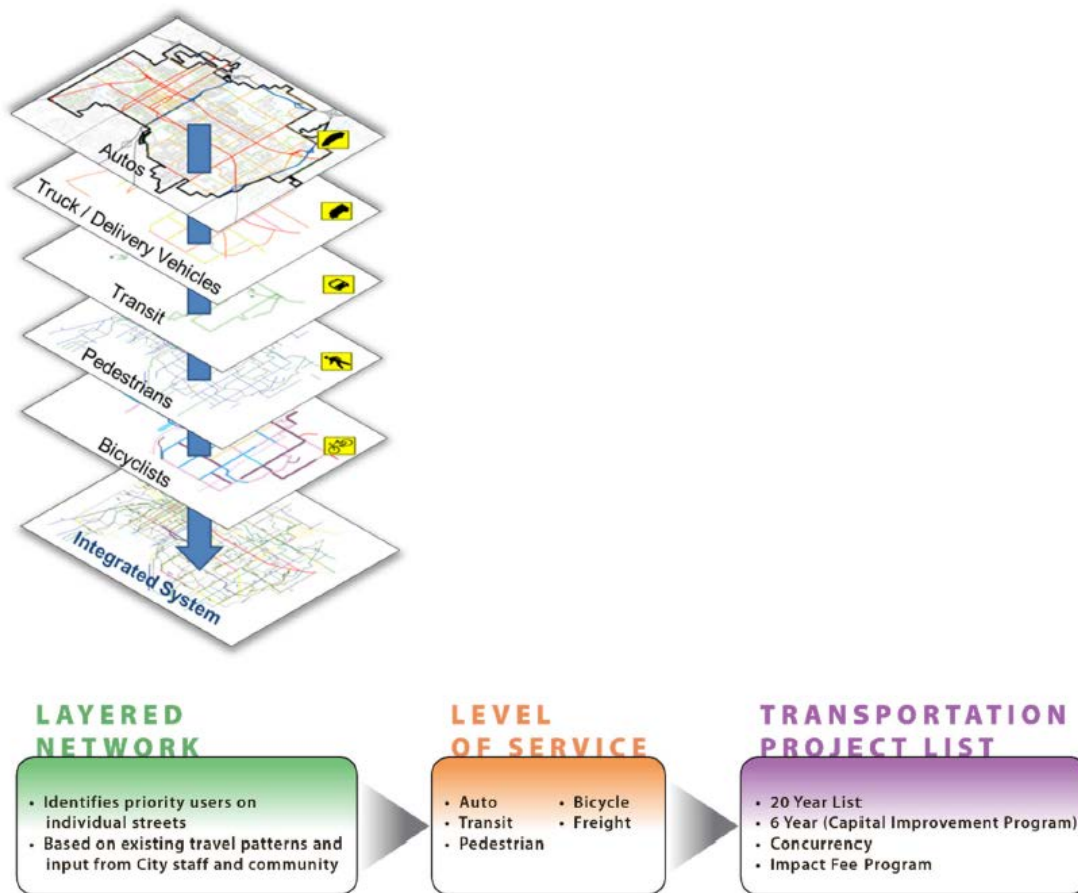 Autos
Truck / Delivery Vehicles
Transit
Pedestrians
Bicyclists
Integrated System
LAYERED
NETWORK
• Identifies priority users on
individual streets
• Based on existing travel patterns and
input from City staff and community
LEVEL
OF SERVICE
• Auto
• Transit
• Pedestrian
• Bicycle
• Freight
TRANSPORTATION
PROJECT LIST
• 20 Year List
• 6 Year (Capital Improvement Program)
• Concurrency
• Impact Fee Program